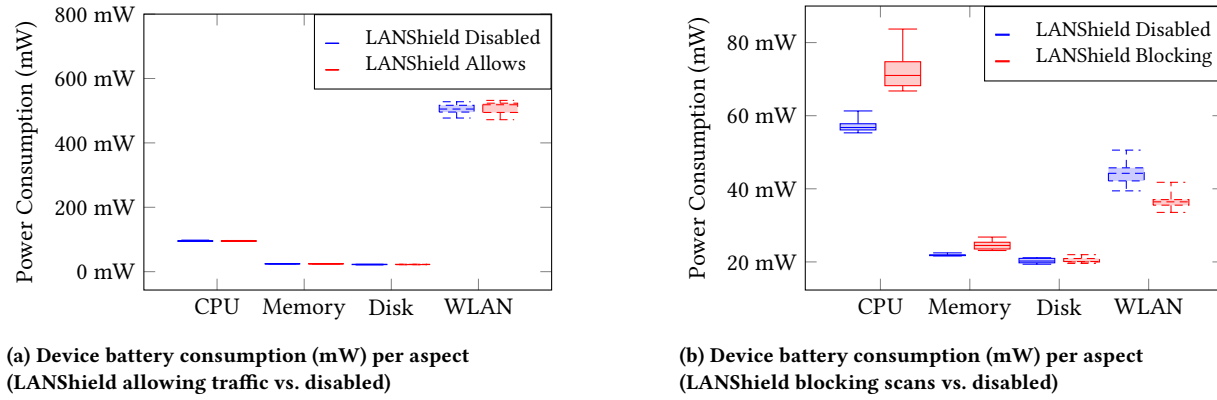 800 mW
600 mW
400 mW
200 mW
0 mW
Power Consumption (mW)
LANShield Disabled
LANShield Allows
CPU Memory Disk WLAN
(a) Device battery consumption (mW) per aspect
(LANShield allowing traffic vs. disabled)
80 mW
60 mW
40 mW
20 mW
Power Consumption (mW)
LANShield Disabled
LANShield Blocking
CPU Memory Disk WLAN
(b) Device battery consumption (mW) per aspect
(LANShield blocking scans vs. disabled)